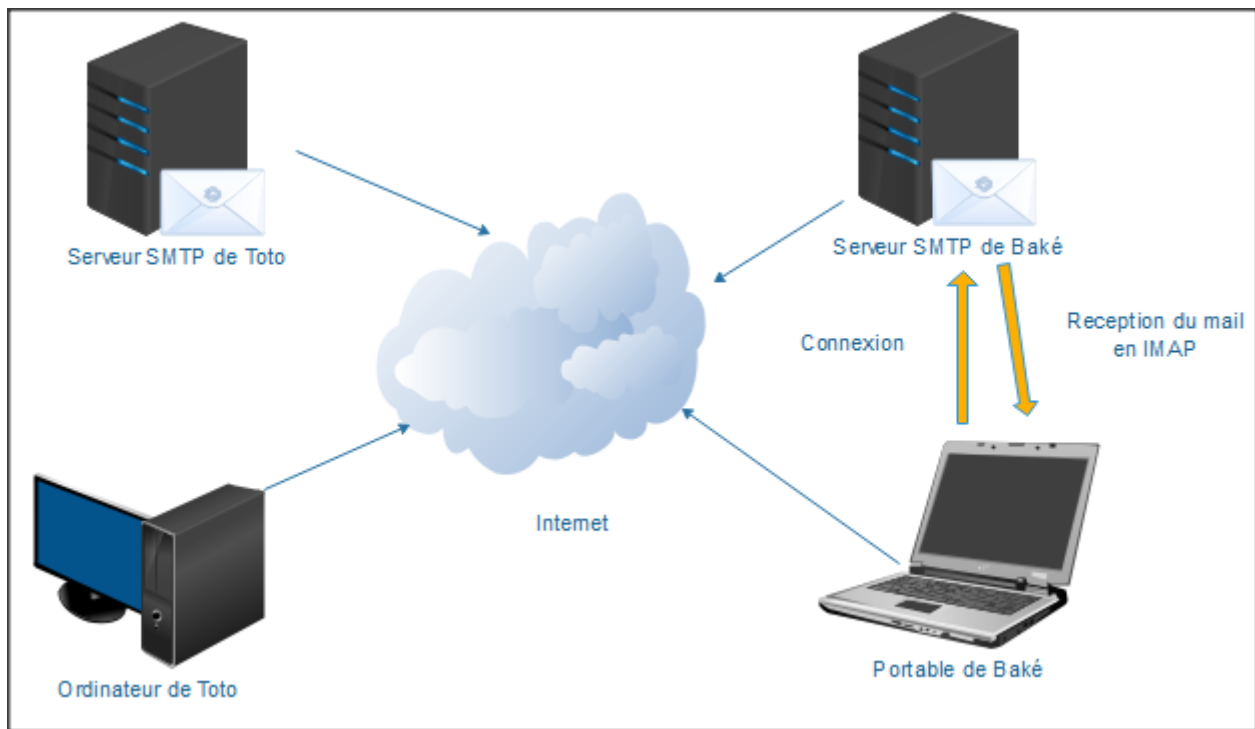 Serveur SMTP de Toto
Serveur SMTP de Baké
Connexion
Reception du mail
en IMAP
Internet
Ordinateur de Toto
Portable de Baké